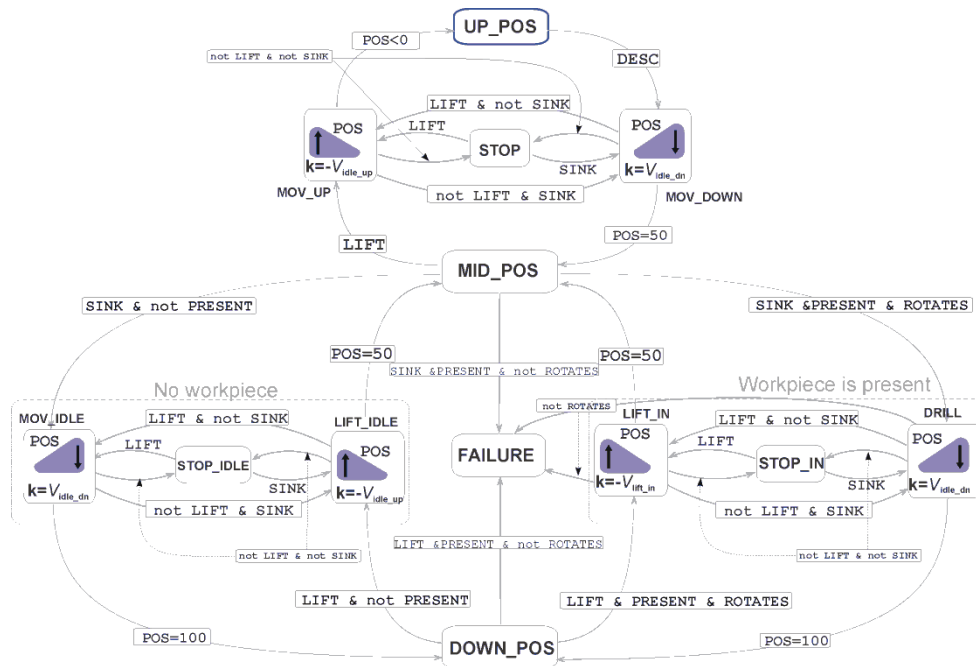 UP_POS
POS<0
not LIFT & not SINK
DESC
LIFT & not SINK
POS
LIFT
STOP
POS
k=-Vidle_up
SINK
k=Vidle_dn
MOV_UP
not LIFT & SINK
MOV_DOWN
LIFT
POS=50
MID_POS
SINK & not PRESENT
SINK &PRESENT & ROTATES
POS=50
POS=50
SINK &PRESENT & not ROTATES
No workpiece
Workpiece is present
not ROTATES
MOV_IDLE
LIFT & not SINK
LIFT_IDLE
LIFT_IN
LIFT & not SINK
DRILL
POS
LIFT
POS
POS
LIFT
POS
STOP_IDLE
FAILURE
STOP_IN
SINK
SINK
k=Vidle_dn
k=-Vidle_up
k=-Vlift_in
k=Vidle_dn
not LIFT & SINK
not LIFT & SINK
LIFT &PRESENT & not ROTATES
not LIFT & not SINK
not LIFT & not SINK
LIFT & not PRESENT
LIFT & PRESENT & ROTATES
POS=100
DOWN_POS
POS=100